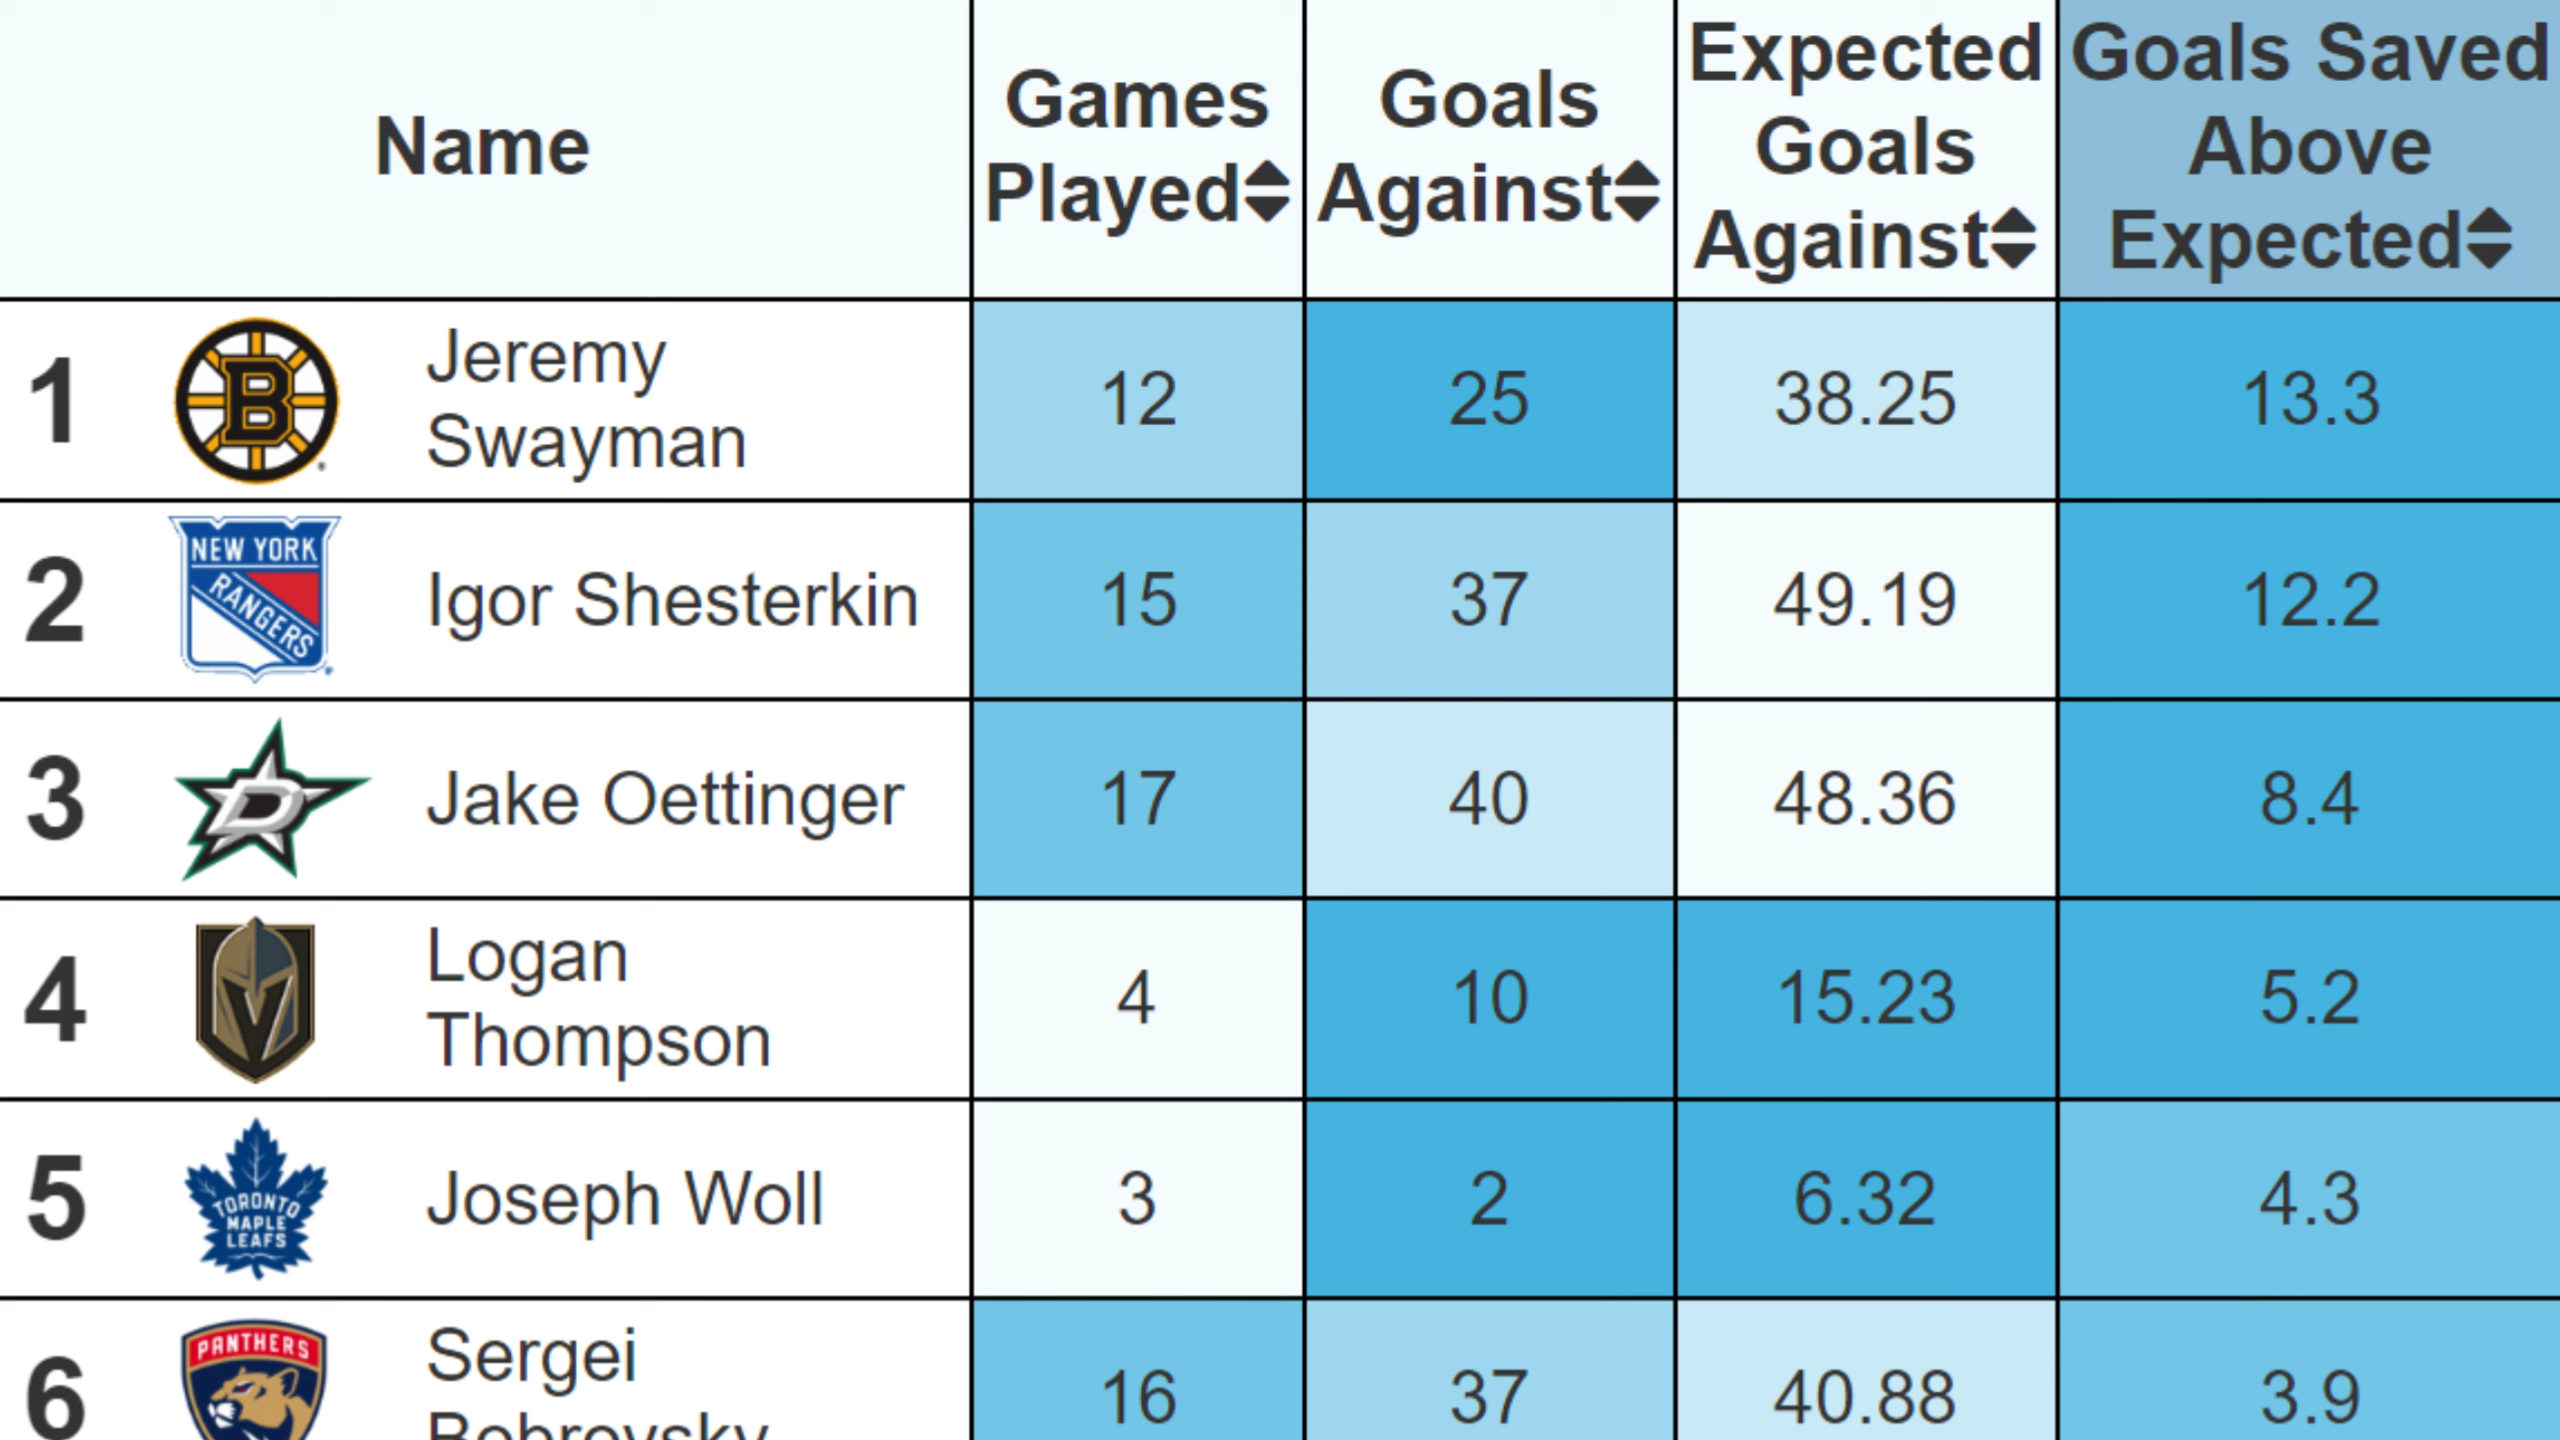 Name
Games
Played
Goals
Against
Expected
Goals
Against
Goals Saved
Above
Expected
1
B
Jeremy
Swayman
12
25
38.25
13.3
2
NEW YORK
RANGERS
Igor Shesterkin
15
37
49.19
12.2
3
D
Jake Oettinger
17
40
48.36
8.4
4
Logan
Thompson
4
10
15.23
5.2
5
TORONTO
MAPLE
LEAFS
Joseph Woll
3
2
6.32
4.3
6
PANTHERS
Sergei
Bobrovsky
16
37
40.88
3.9